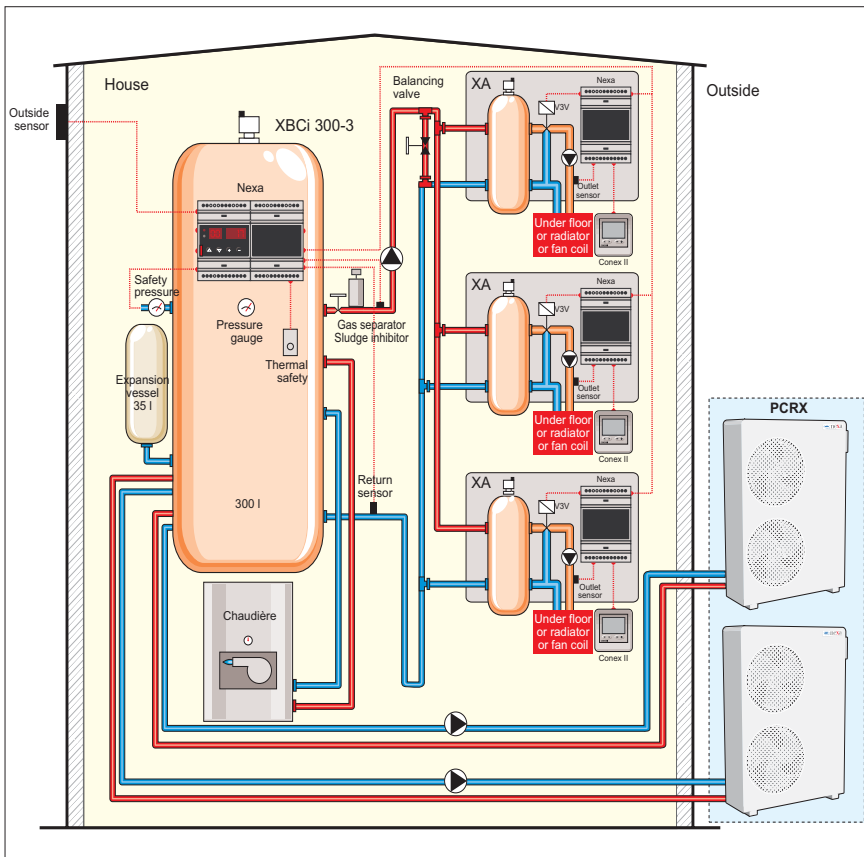 House
Outside
sensor
XBCi 300-3
Nexa
Safety
pressure
Pressure
gauge
Thermal
safety
Expansion
vessel
35 l
300 l
Gas separator
Sludge inhibitor
Return
sensor
Chaudière
Balancing
valve
XA
Nexa
V3V
Outlet
sensor
Under floor
or radiator
or fan coil
Conex II
XA
Nexa
V3V
Outlet
sensor
Under floor
or radiator
or fan coil
Conex II
XA
Nexa
V3V
Outlet
sensor
Under floor
or radiator
or fan coil
Conex II
Outside
PCRX